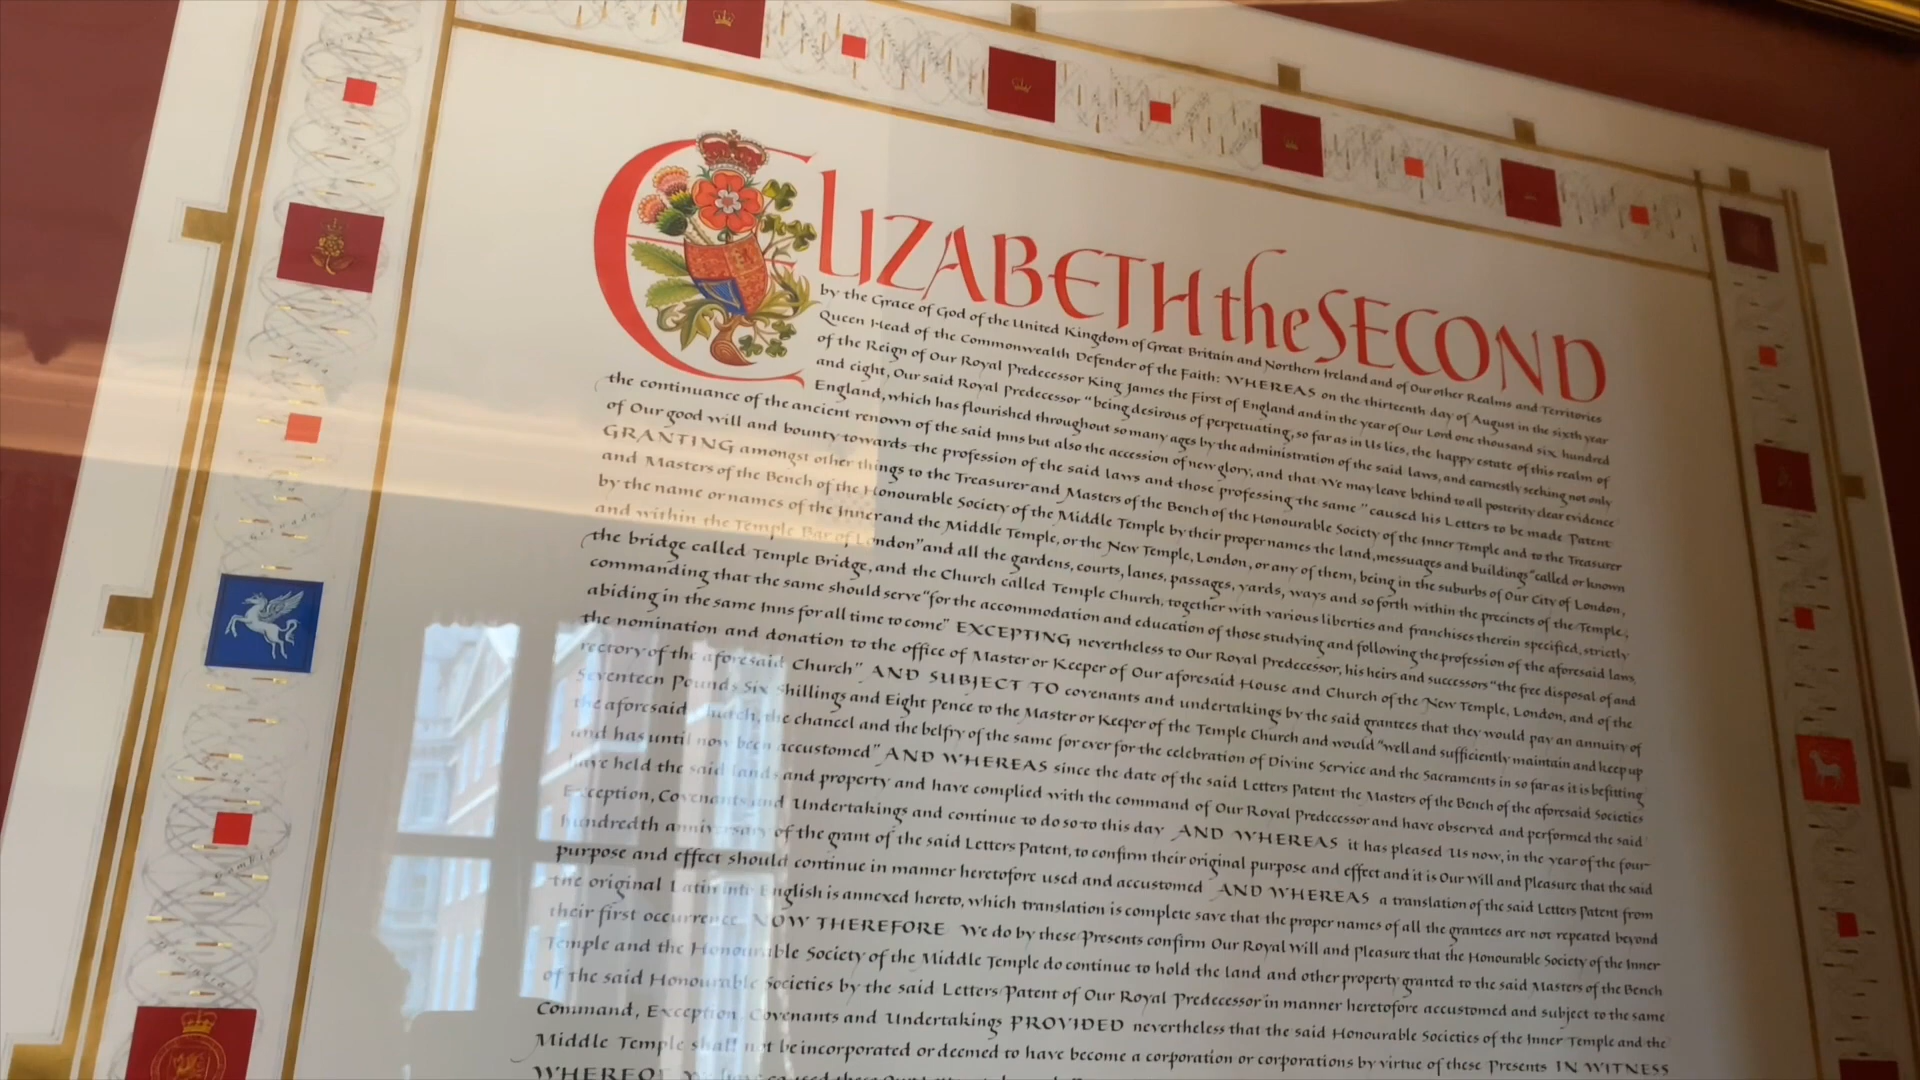 ELIZABETH the SECOND
by the Grace of God of the United Kingdom of Great Britain and Northern Ireland and of Our other Realms and Territories
Queen Head of the Commonwealth Defender of the Faith: WHEREAS on the thirteenth day of August in the sixth year
of the Reign of Our Royal Predecessor King James the First of England and in the year of Our Lord one thousand six hundred
and eight, Our said Royal Predecessor "being desirous of perpetuating, so far as in Us lies, the happy estate of this realm of
England, which has flourished throughout so many ages by the administration of the said laws, and earnestly seeking not only
the continuance of the ancient renown of the said Inns but also the accession of new glory, and that We may leave behind to all posterity clear evidence
of Our good will and bounty towards the profession of the said laws and those professing the same" caused his Letters to be made Patent
GRANTING amongst other things to the Treasurer and Masters of the Bench of the Honourable Society of the Inner Temple and to the Treasurer
and Masters of the Bench of the Honourable Society of the Middle Temple by their proper names the land, messuages and buildings "called or known
by the name or names of the Inner and the Middle Temple, or the New Temple, London, or any of them, being in the suburbs of Our City of London,
and within the Temple Bar of London" and all the gardens, courts, lanes, passages, yards, ways and so forth within the precincts of the Temple,
the bridge called Temple Bridge, and the Church called Temple Church, together with various liberties and franchises therein specified, strictly
commanding that the same should serve "for the accommodation and education of those studying and following the profession of the aforesaid laws,
abiding in the same Inns for all time to come" EXCEPTING nevertheless to Our Royal Predecessor, his heirs and successors "the free disposal of and
the nomination and donation to the office of Master or Keeper of Our aforesaid House and Church of the New Temple, London, and of the
rectory of the aforesaid Church" AND SUBJECT TO covenants and undertakings by the said grantees that they would pay an annuity of
Seventeen Pounds Six Shillings and Eight Pence to the Master or Keeper of the Temple Church and would "well and sufficiently maintain and keep up
the aforesaid Church, the chancel and the belfry of the same for ever for the celebration of Divine Service and the Sacraments in so far as it is befitting
and has until now been accustomed" AND WHEREAS since the date of the said Letters Patent the Masters of the Bench of the aforesaid Societies
have held the said lands and property and have complied with the command of Our Royal Predecessor and have observed and performed the said
Exception, Covenants and Undertakings and continue to do so to this day AND WHEREAS it has pleased Us now, in the year of the four-
hundredth anniversary of the grant of the said Letters Patent, to confirm their original purpose and effect and it is Our Will and Pleasure that the said
purpose and effect should continue in manner heretofore used and accustomed AND WHEREAS a translation of the said Letters Patent from
the original Latin into English is annexed hereto, which translation is complete save that the proper names of all the grantees are not repeated beyond
their first occurrence NOW THEREFORE We do by these Presents confirm Our Royal Will and Pleasure that the Honourable Society of the Inner
Temple and the Honourable Society of the Middle Temple do continue to hold the land and other property granted to the said Masters of the Bench
of the said Honourable Societies by the said Letters Patent of Our Royal Predecessor in manner heretofore accustomed and subject to the same
Command, Exception, Covenants and Undertakings PROVIDED nevertheless that the said Honourable Societies of the Inner Temple and the
Middle Temple shall not be incorporated or deemed to have become a corporation or corporations by virtue of these Presents IN WITNESS
WHEREOF We have caused these Our
Gambia